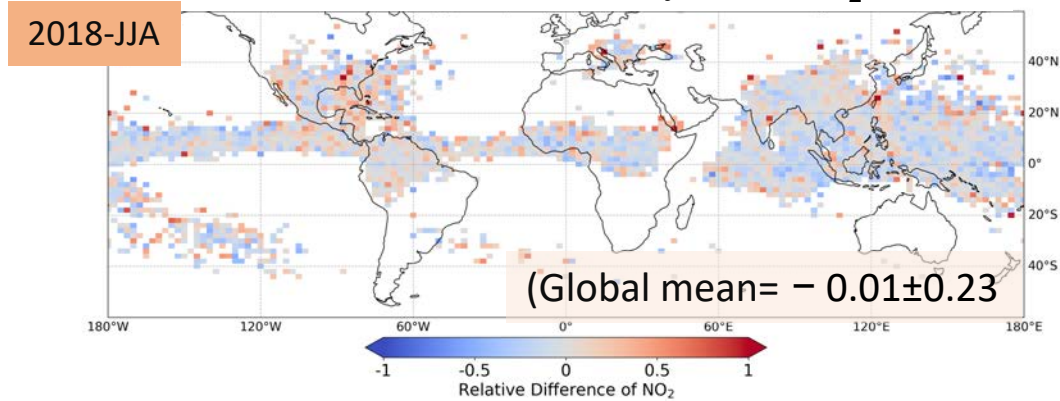 2018-JJA
40°N
20°N
0°
20°S
40°S
(Global mean= − 0.01±0.23
180°W 120°W 60°W 0° 60°E 120°E 180°E
-1 -0.5 0 0.5 1
Relative Difference of NO₂